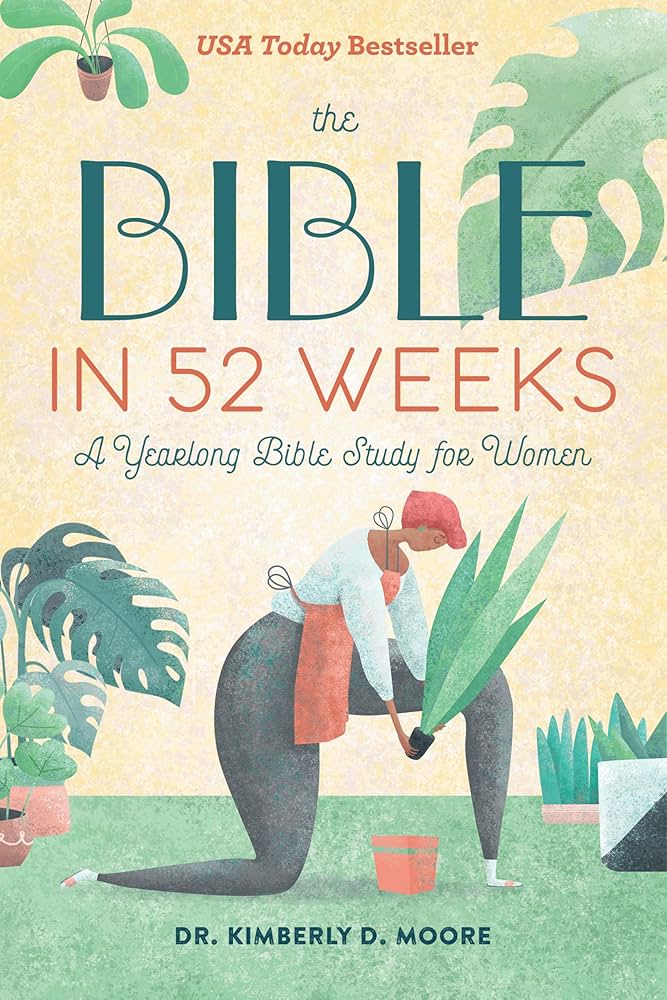 USA Today Bestseller
the
BIBLE
IN 52 WEEKS
A Yearlong Bible Study for Women
DR. KIMBERLY D. MOORE